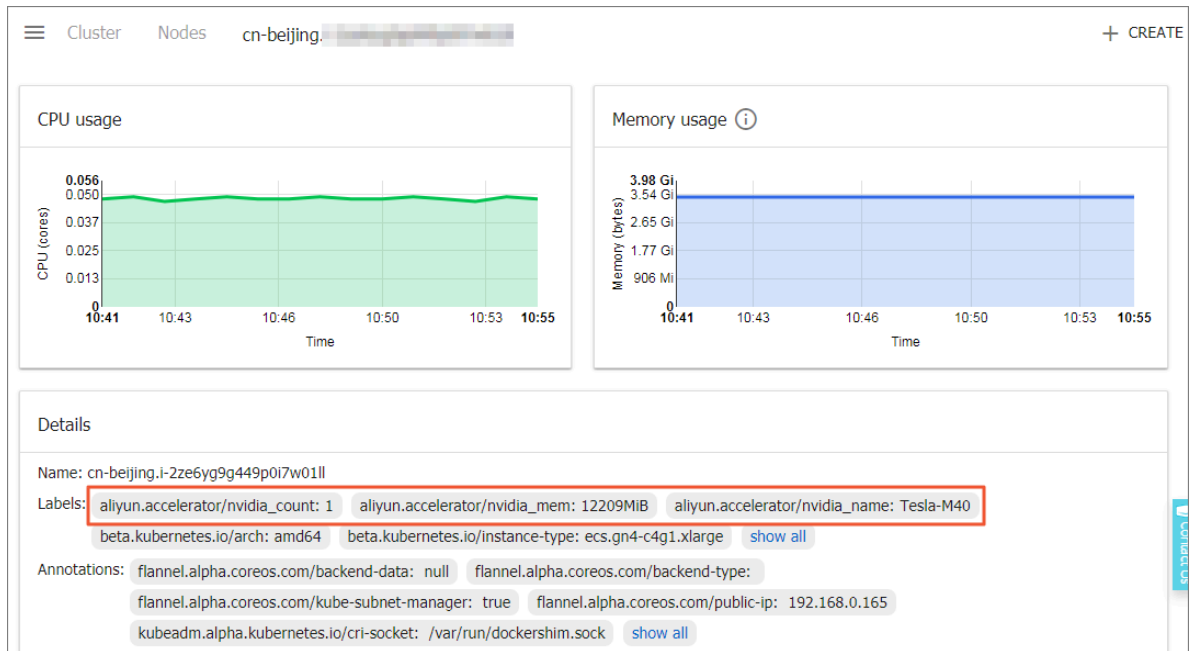 Cluster Nodes cn-beijing. + CREATE
CPU usage
Memory usage
0.056
0.050
0.037
0.025
0.013
0
CPU (cores)
10:41 10:43 10:46 10:50 10:53 10:55
Time
3.98 Gi
3.54 Gi
2.65 Gi
1.77 Gi
906 Mi
0
Memory (bytes)
10:41 10:43 10:46 10:50 10:53 10:55
Time
Details
Name: cn-beijing.i-2ze6yg9g449p0i7w01ll
Labels: aliyun.accelerator/nvidia_count: 1 aliyun.accelerator/nvidia_mem: 12209MiB aliyun.accelerator/nvidia_name: Tesla-M40
beta.kubernetes.io/arch: amd64 beta.kubernetes.io/instance-type: ecs.gn4-c4g1.xlarge show all
Annotations: flannel.alpha.coreos.com/backend-data: null flannel.alpha.coreos.com/backend-type:
flannel.alpha.coreos.com/kube-subnet-manager: true flannel.alpha.coreos.com/public-ip: 192.168.0.165
kubeadm.alpha.kubernetes.io/cri-socket: /var/run/dockershim.sock show all
Contact Us